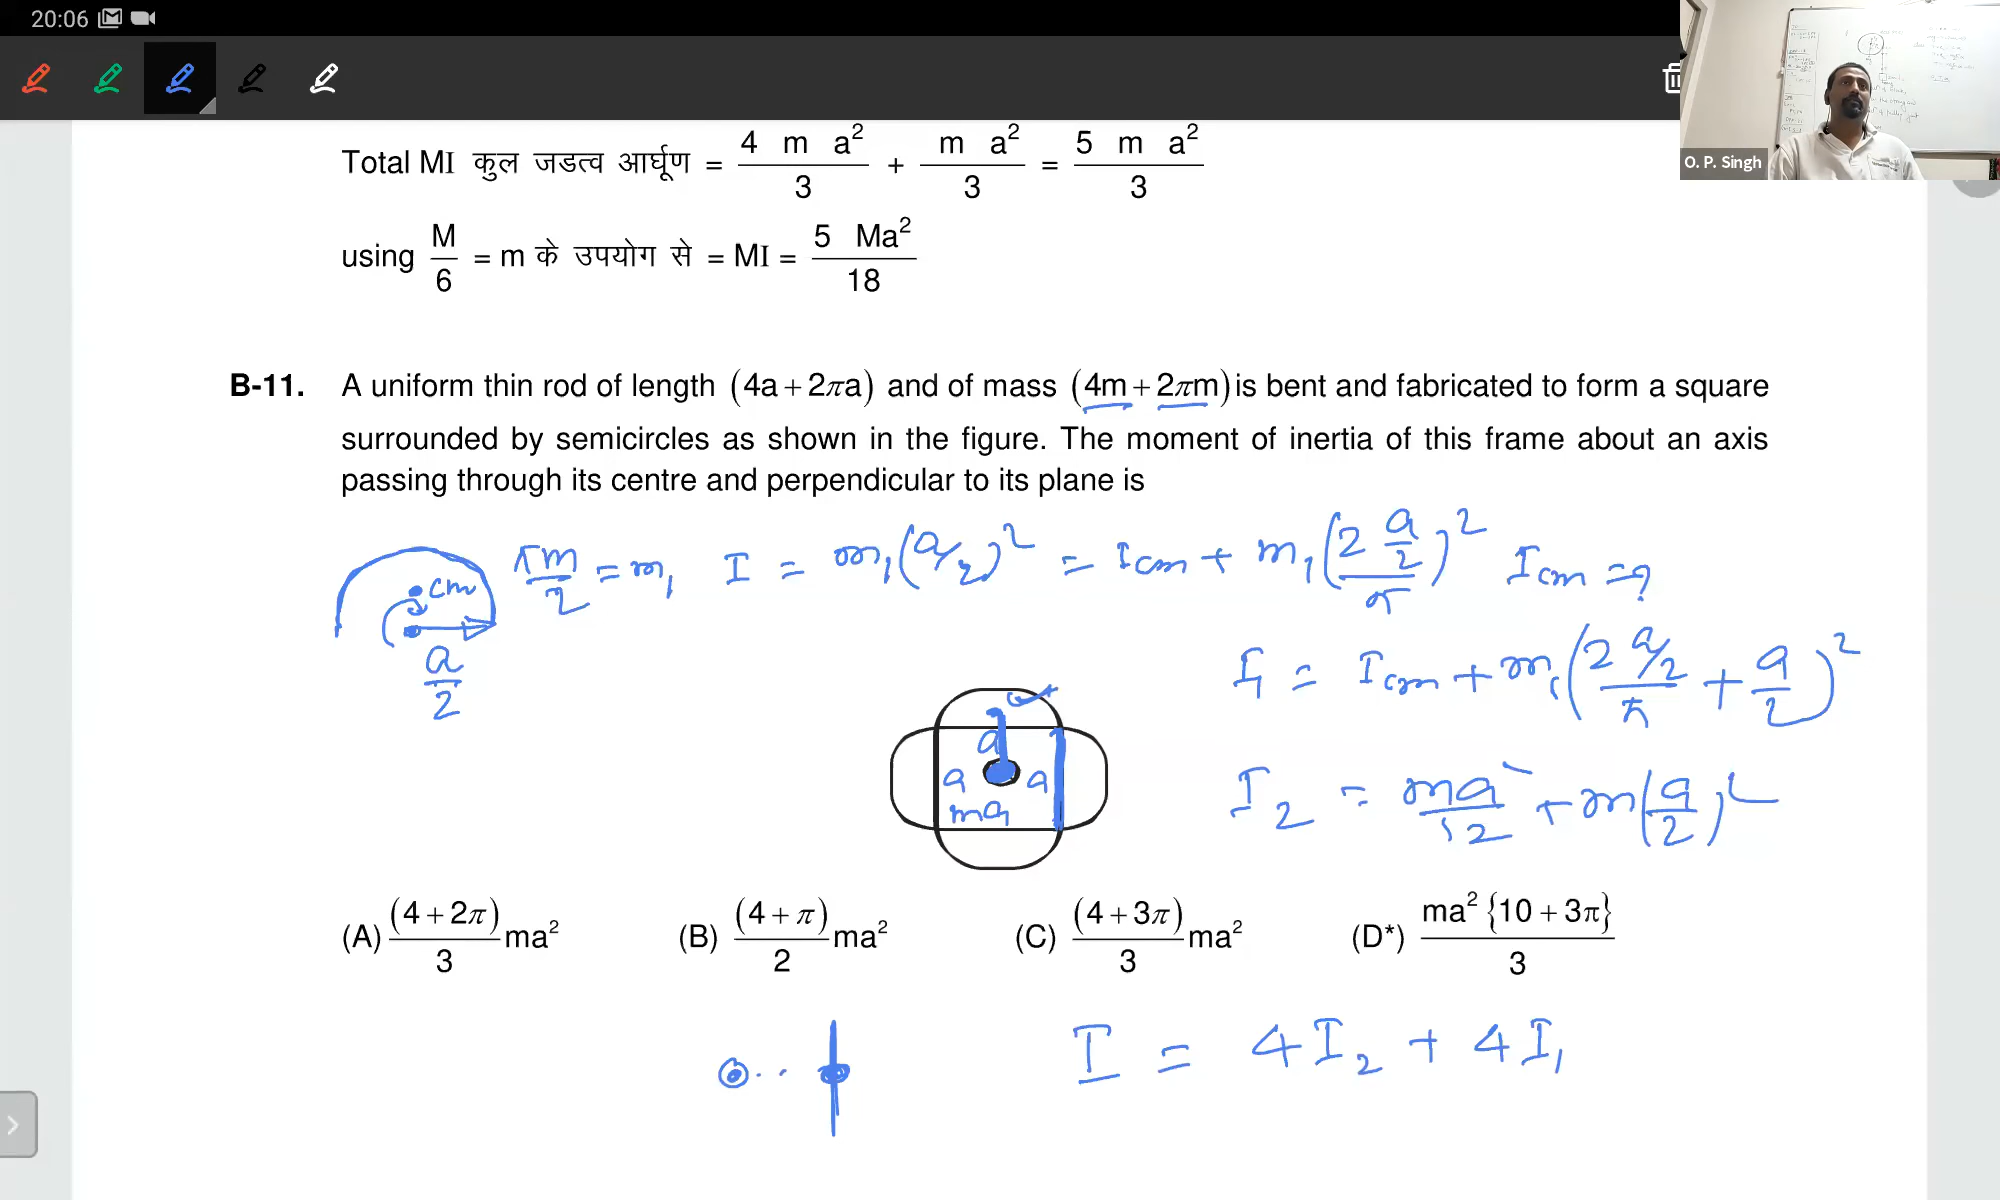 20:06
O. P. Singh
Total MI कुल जडत्व आर्घूण = 4 m a²/3 + m a²/3 = 5 m a²/3
using M/6 = m के उपयोग से = MI = 5 Ma²/18
B-11. A uniform thin rod of length (4a + 2πa) and of mass (4m + 2πm) is bent and fabricated to form a square
surrounded by semicircles as shown in the figure. The moment of inertia of this frame about an axis
passing through its centre and perpendicular to its plane is
cm
a/2
πm/2 = m₁ I = m₁(a/2)² = Icm + m₁(2 a/2 / π)² Icm = ?
I₁ = Icm + m₁(2 a/2 / π + a/2)²
a
a a
ma
I₂ = ma²/12 + m(a/2)²
(A) (4 + 2π)/3 ma² (B) (4 + π)/2 ma² (C) (4 + 3π)/3 ma² (D*) ma² {10 + 3π}/3
I = 4I₂ + 4I₁